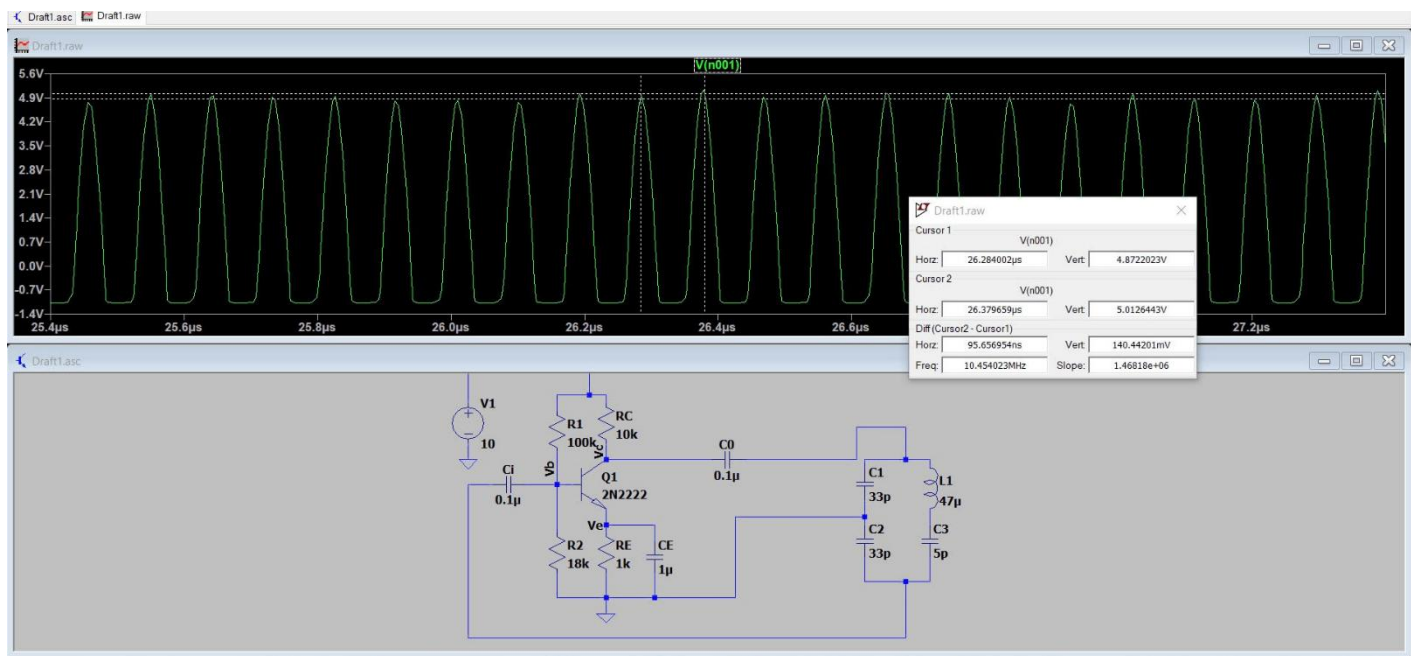 Draft1.asc Draft1.raw
Draft1.raw
V(n001)
5.6V
4.9V
4.2V
3.5V
2.8V
2.1V
1.4V
0.7V
0.0V
-0.7V
-1.4V
25.4µs 25.6µs 25.8µs 26.0µs 26.2µs 26.4µs 26.6µs 27.2µs
Draft1.raw
Cursor 1
V(n001)
Horz: 26.284002µs Vert: 4.8722023V
Cursor 2
V(n001)
Horz: 26.379659µs Vert: 5.0126443V
Diff (Cursor2 - Cursor1)
Horz: 95.656954ns Vert: 140.44201mV
Freq: 10.454023MHz Slope: 1.46818e+06
Draft1.asc
V1
10
R1
100k
RC
10k
Vc
Vb
Ci
0.1µ
Q1
2N2222
C0
0.1µ
C1
33p
L1
47µ
Ve
R2
18k
RE
1k
CE
1µ
C2
33p
C3
5p